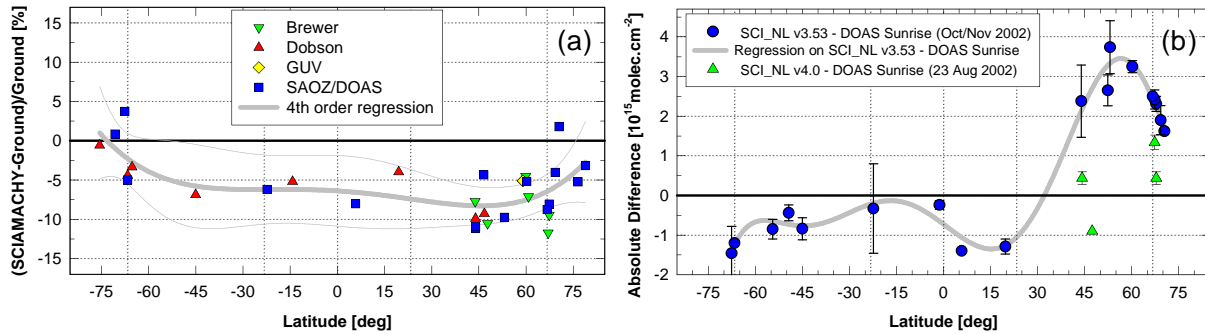 (SCIAMACHY-Ground)/Ground [%]
15
10
5
0
-5
-10
-15
(a)
Brewer
Dobson
GUV
SAOZ/DOAS
4th order regression
-75 -60 -45 -30 -15 0 15 30 45 60 75
Latitude [deg]
Absolute Difference [10¹⁵molec.cm⁻²]
4
3
2
1
0
-1
-2
(b)
SCI_NL v3.53 - DOAS Sunrise (Oct/Nov 2002)
Regression on SCI_NL v3.53 - DOAS Sunrise
SCI_NL v4.0 - DOAS Sunrise (23 Aug 2002)
-75 -60 -45 -30 -15 0 15 30 45 60 75
Latitude [deg]